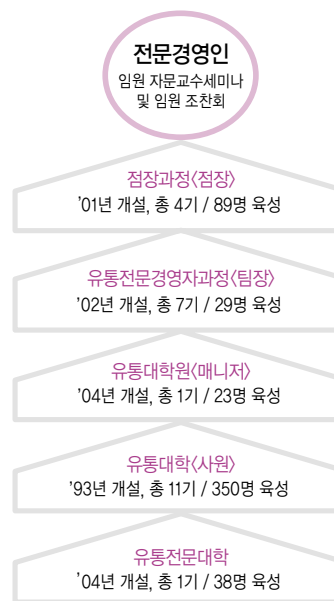 전문경영인
임원 자문교수세미나
및 임원 조찬회
점장과정〈점장〉
’01년 개설, 총 4기 / 89명 육성
유통전문경영자과정〈팀장〉
’02년 개설, 총 7기 / 29명 육성
유통대학원〈매니저〉
’04년 개설, 총 1기 / 23명 육성
유통대학〈사원〉
’93년 개설, 총 11기 / 350명 육성
유통전문대학
’04년 개설, 총 1기 / 38명 육성